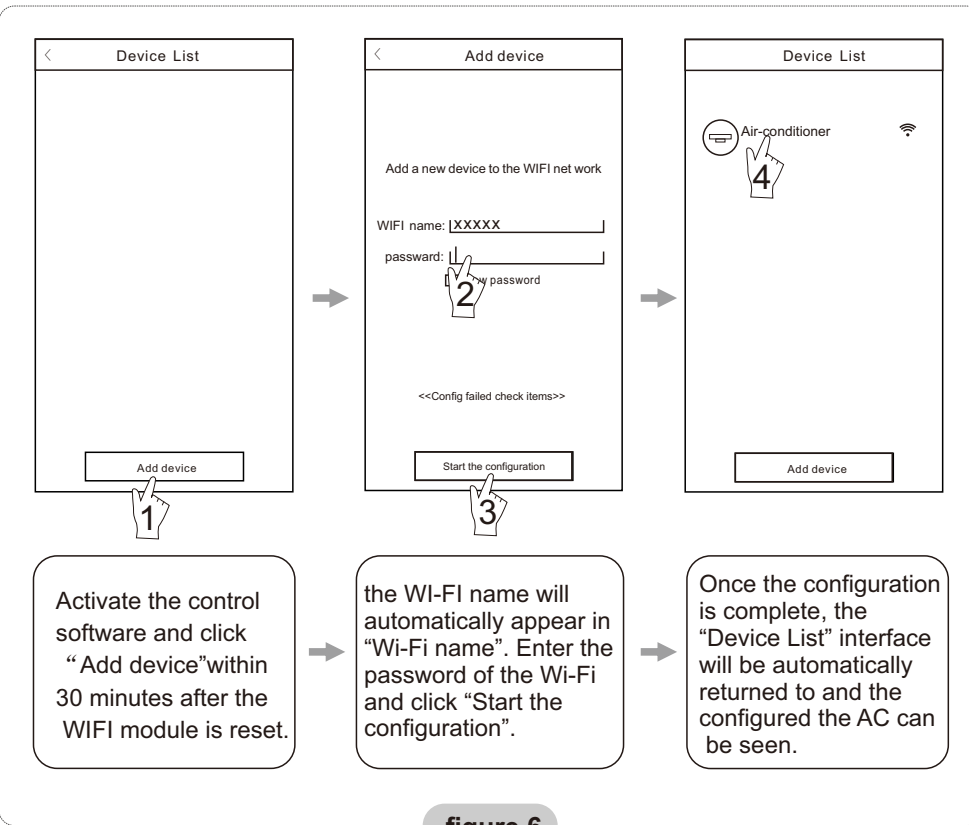 Device List
Add device
1
Add device
Add a new device to the WIFI net work
WIFI name: XXXXX
passward:
password
2
<<Config failed check items>>
Start the configuration
3
Device List
Air-conditioner
4
Add device
Activate the control
software and click
“Add device”within
30 minutes after the
WIFI module is reset.
the WI-FI name will
automatically appear in
“Wi-Fi name”. Enter the
password of the Wi-Fi
and click “Start the
configuration”.
Once the configuration
is complete, the
“Device List” interface
will be automatically
returned to and the
configured the AC can
be seen.
figure 6